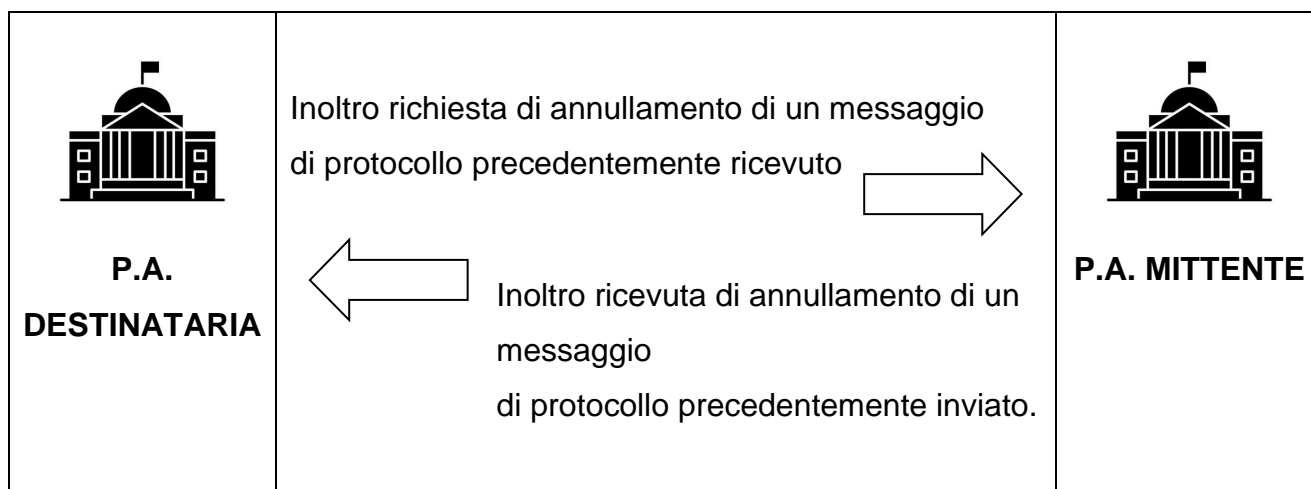 Inoltro richiesta di annullamento di un messaggio
di protocollo precedentemente ricevuto
P.A.
DESTINATARIA
P.A. MITTENTE
Inoltro ricevuta di annullamento di un
messaggio
di protocollo precedentemente inviato.